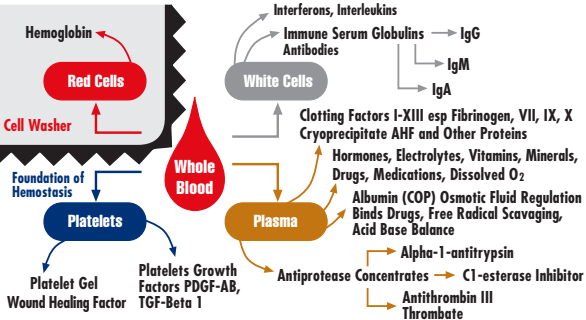 Interferons, Interleukins
Hemoglobin
Immune Serum Globulins
Antibodies
IgG
IgM
IgA
Red Cells
White Cells
Cell Washer
Clotting Factors I-XIII esp Fibrinogen, VII, IX, X
Cryoprecipitate AHF and Other Proteins
Whole
Blood
Hormones, Electrolytes, Vitamins, Minerals,
Drugs, Medications, Dissolved O2
Foundation of
Hemostasis
Albumin (COP) Osmotic Fluid Regulation
Binds Drugs, Free Radical Scavaging,
Acid Base Balance
Platelets
Plasma
Alpha-1-antitrypsin
Platelet Gel
Wound Healing Factor
Platelets Growth
Factors PDGF-AB,
TGF-Beta 1
Antiprotease Concentrates
C1-esterase Inhibitor
Antithrombin III
Thrombate